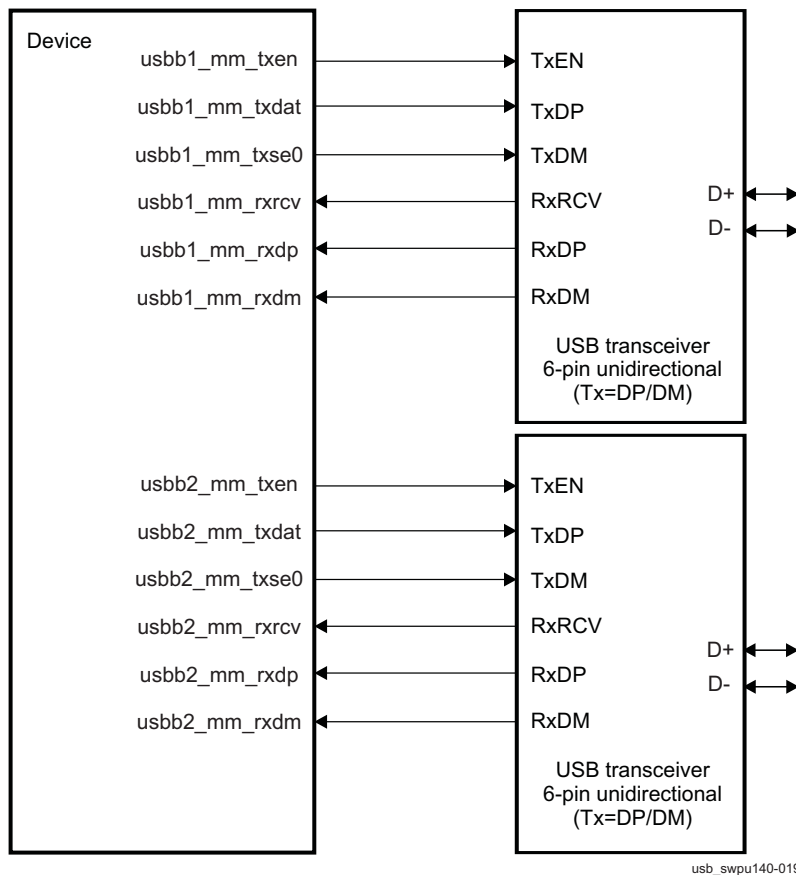 Device
usbb1_mm_txen
usbb1_mm_txdat
usbb1_mm_txse0
usbb1_mm_rxrcv
usbb1_mm_rxdp
usbb1_mm_rxdm
TxEN
TxDP
TxDM
RxRCV
RxDP
RxDM
D+
D-
USB transceiver
6-pin unidirectional
(Tx=DP/DM)
usbb2_mm_txen
usbb2_mm_txdat
usbb2_mm_txse0
usbb2_mm_rxrcv
usbb2_mm_rxdp
usbb2_mm_rxdm
TxEN
TxDP
TxDM
RxRCV
RxDP
RxDM
D+
D-
USB transceiver
6-pin unidirectional
(Tx=DP/DM)
usb_swpu140-019